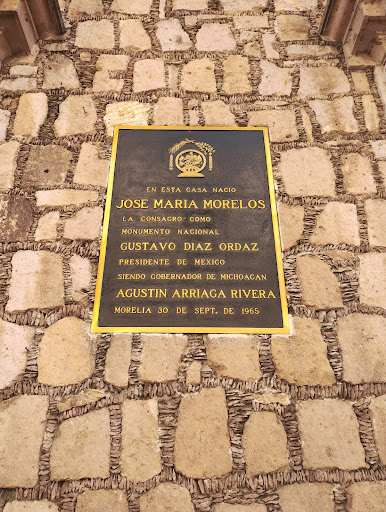 EN ESTA CASA NACIO
JOSE MARIA MORELOS.
LA CONSAGRO COMO
MONUMENTO NACIONAL
GUSTAVO DIAZ ORDAZ
PRESIDENTE DE MEXICO
SIENDO GOBERNADOR DE MICHOACAN
AGUSTIN ARRIAGA RIVERA
MORELIA 30 DE SEPT. DE 1965